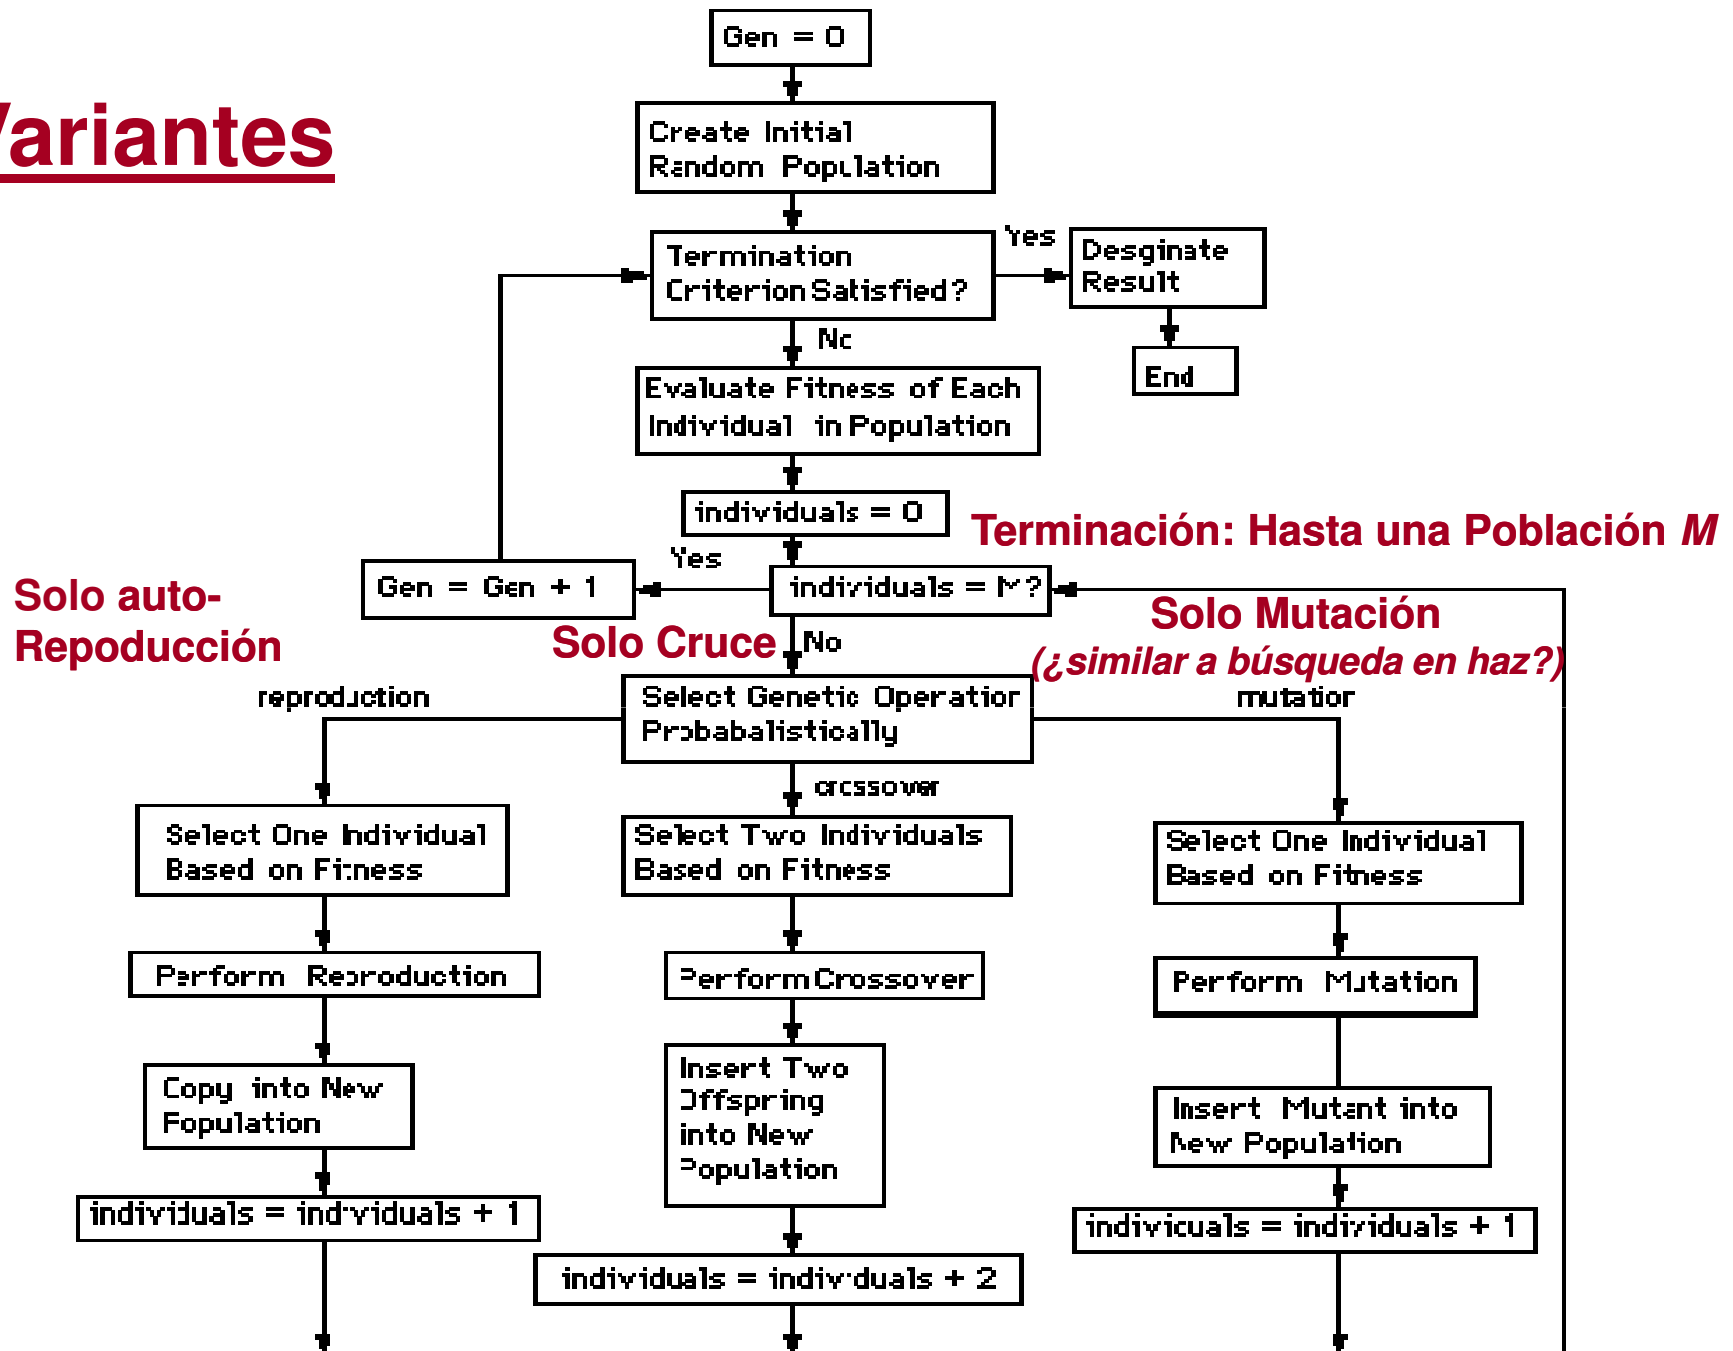 Variantes
Gen = 0
Create Initial
Random Population
Termination
Criterion Satisfied?
Yes
Desginate
Result
End
No
Evaluate Fitness of Each
Individual in Population
individuals = 0
Terminación: Hasta una Población M
Yes
Gen = Gen + 1
individuals = M?
Solo auto-
Repoducción
Solo Cruce
No
Solo Mutación
(¿similar a búsqueda en haz?)
reproduction
Select Genetic Operation
Probabalistically
mutation
crossover
Select One Individual
Based on Fitness
Select Two Individuals
Based on Fitness
Select One Individual
Based on Fitness
Perform Reproduction
Perform Crossover
Perform Mutation
Copy into New
Population
Insert Two
Offspring
into New
Population
Insert Mutant into
New Population
individuals = individuals + 1
individuals = individuals + 2
individuals = individuals + 1